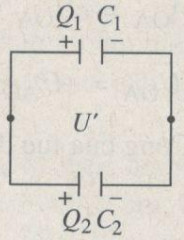 Q₁ C₁
+ −
U′
+ −
Q₂ C₂